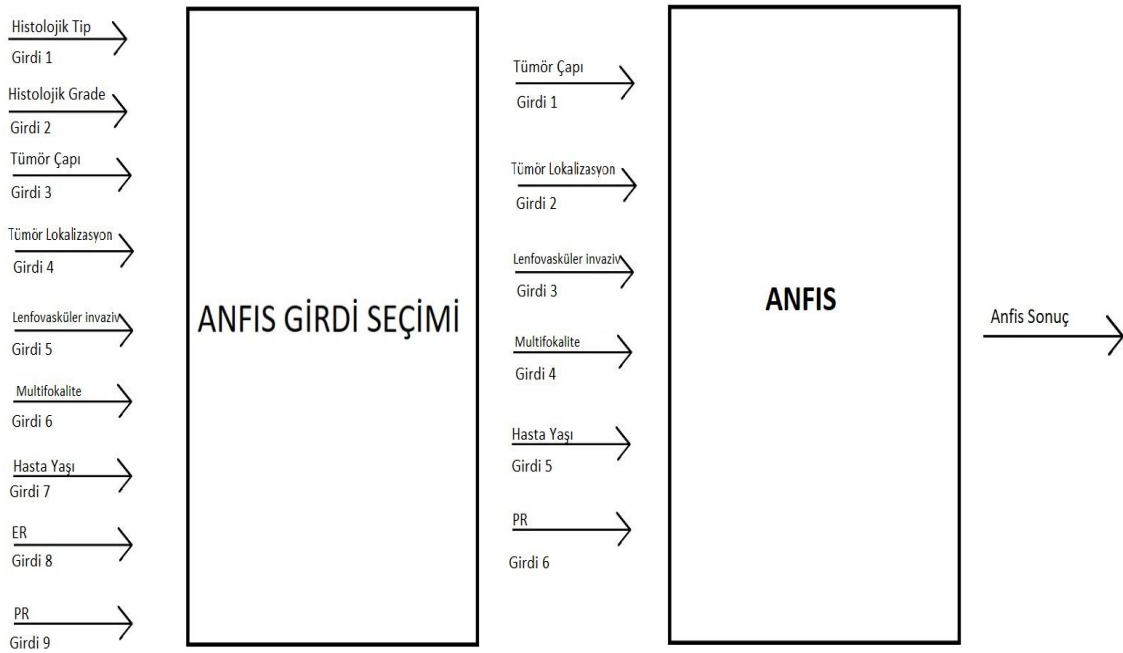 Histolojik Tip
Girdi 1
Histolojik Grade
Girdi 2
Tümör Çapı
Girdi 3
Tümör Lokalizasyon
Girdi 4
Lenfovasküler invaziv
Girdi 5
Multifokalite
Girdi 6
Hasta Yaşı
Girdi 7
ER
Girdi 8
PR
Girdi 9
ANFIS GİRDİ SEÇİMİ
Tümör Çapı
Girdi 1
Tümör Lokalizasyon
Girdi 2
Lenfovasküler invaziv
Girdi 3
Multifokalite
Girdi 4
Hasta Yaşı
Girdi 5
PR
Girdi 6
ANFIS
Anfis Sonuç